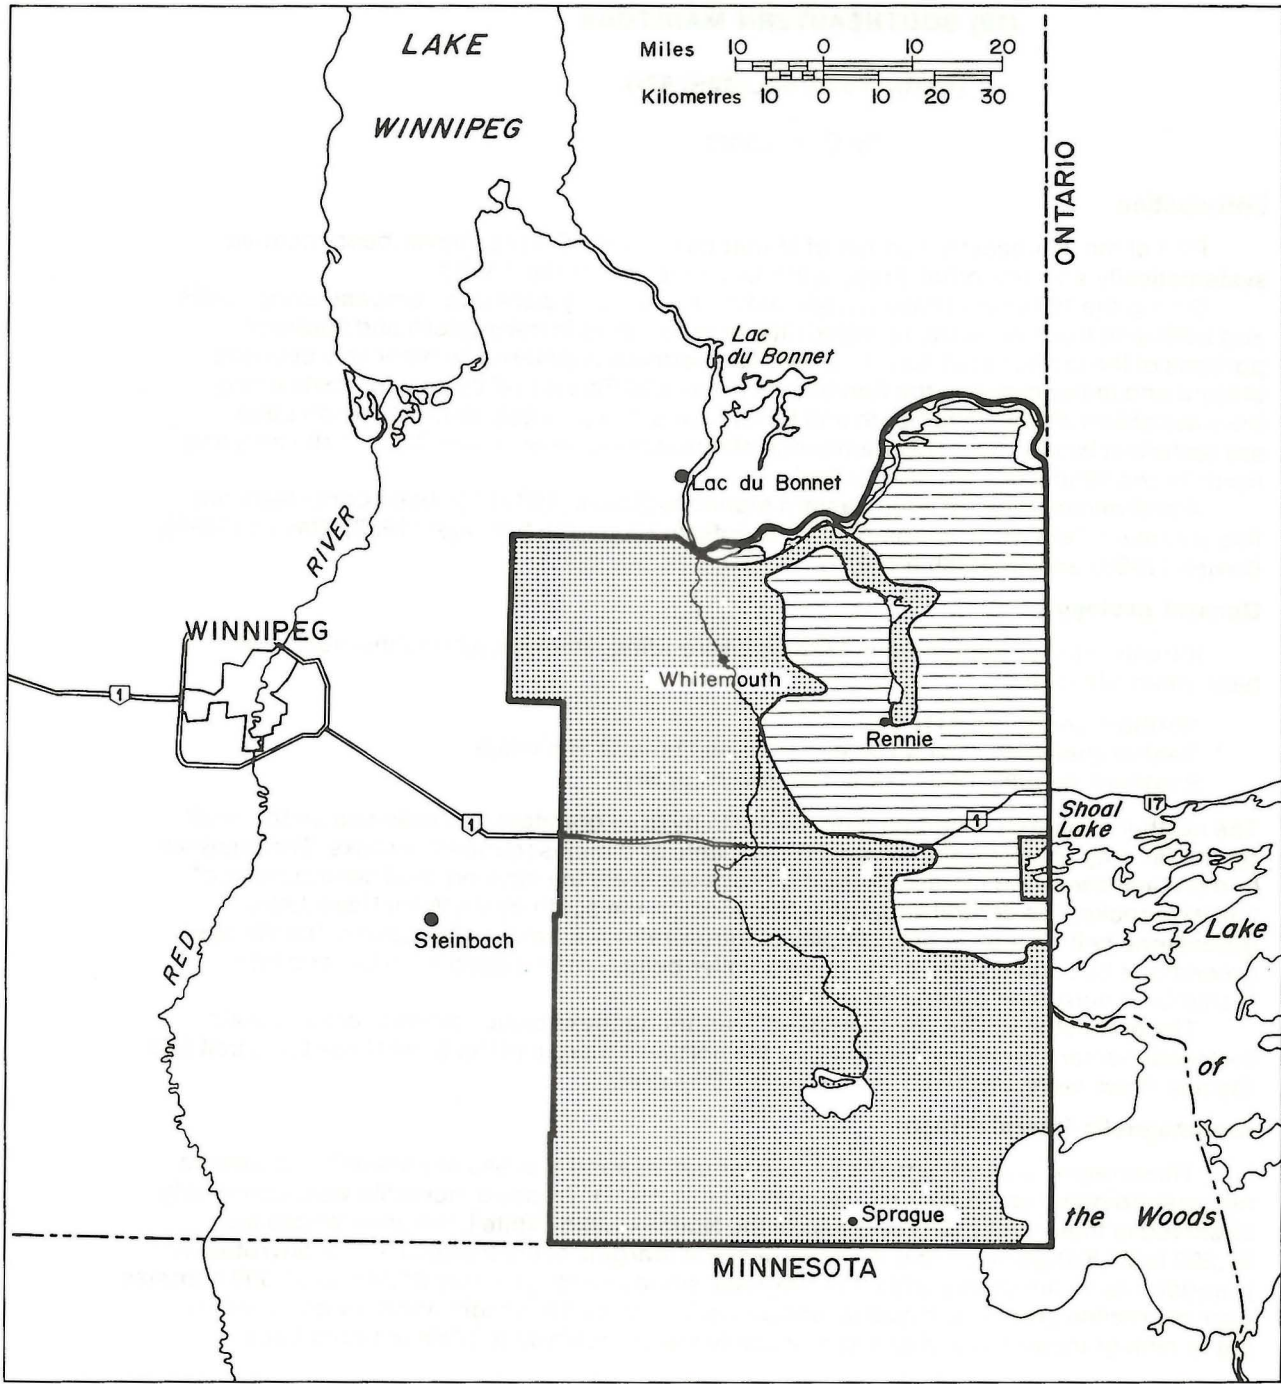 LAKE
WINNIPEG
Miles 10 0 10 20
Kilometres 10 0 10 20 30
ONTARIO
Lac
du Bonnet
Lac du Bonnet
RIVER
WINNIPEG
1
Whitemouth
Rennie
1
1
17
Shoal
Lake
Steinbach
Lake
RED
of
Sprague
the Woods
MINNESOTA